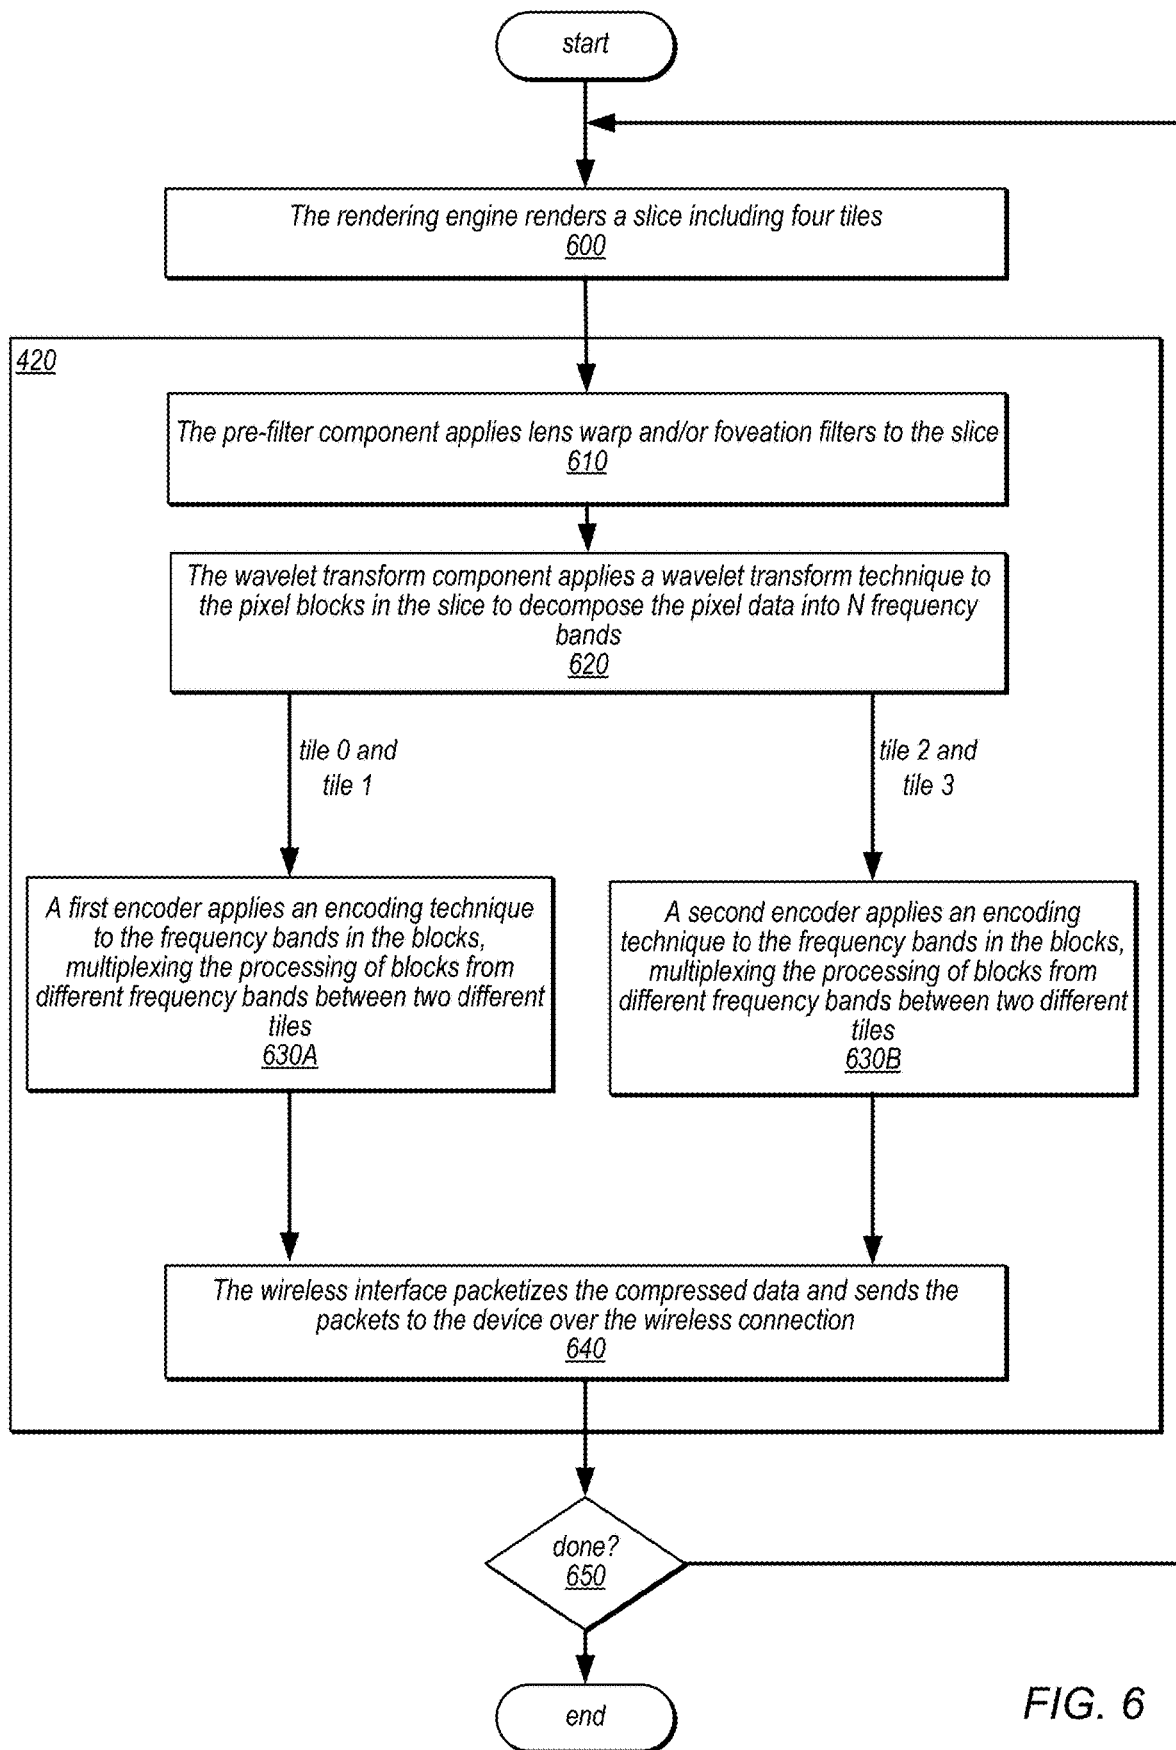 start
The rendering engine renders a slice including four tiles
600
420
The pre-filter component applies lens warp and/or foveation filters to the slice
610
The wavelet transform component applies a wavelet transform technique to
the pixel blocks in the slice to decompose the pixel data into N frequency
bands
620
tile 0 and
tile 1
tile 2 and
tile 3
A first encoder applies an encoding technique
to the frequency bands in the blocks,
multiplexing the processing of blocks from
different frequency bands between two different
tiles
630A
A second encoder applies an encoding
technique to the frequency bands in the blocks,
multiplexing the processing of blocks from
different frequency bands between two different
tiles
630B
The wireless interface packetizes the compressed data and sends the
packets to the device over the wireless connection
640
done?
650
end
FIG. 6